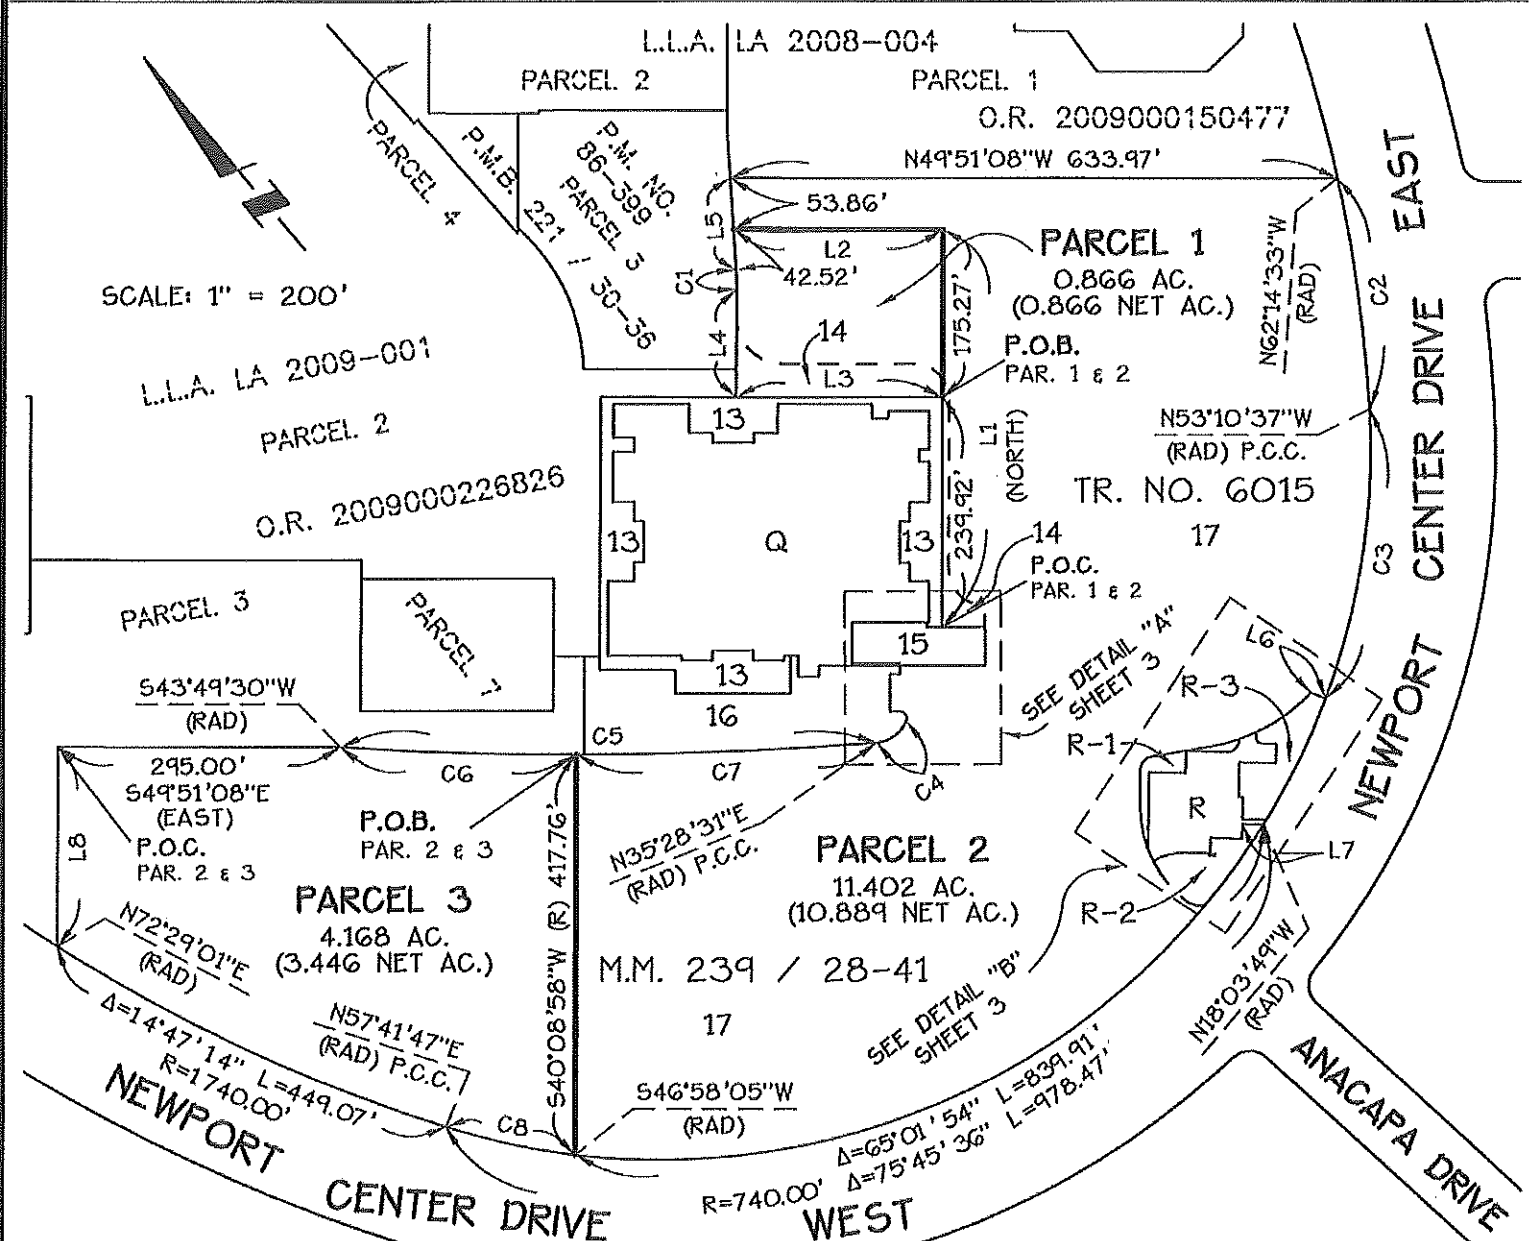 L.L.A. LA 2008-004
PARCEL 2
PARCEL 1
O.R. 2009000150477
N49°51'08"W 633.97'
PARCEL 4
P.M.B. 221 / 30-36
P.M. NO.
86-399
PARCEL 3
L5
53.86'
L2
C1
42.52'
PARCEL 1
0.866 AC.
(0.866 NET AC.)
N62°14'33"W
(RAD)
C2
EAST
SCALE: 1" = 200'
L4
14
175.27'
L3
P.O.B.
PAR. 1 & 2
L.L.A. LA 2009-001
PARCEL 2
O.R. 2009000226826
13
L1
(NORTH)
239.92'
N53°10'37"W
(RAD) P.C.C.
TR. NO. 6015
17
C3
NEWPORT CENTER DRIVE
13
Q
13
14
P.O.C.
PAR. 1 & 2
PARCEL 3
PARCEL 7
15
13
16
SEE DETAIL "A"
SHEET 3
L6
R-3
R-1
R
L7
R-2
S43°49'30"W
(RAD)
C5
C6
C7
C4
295.00'
S49°51'08"E
(EAST)
P.O.C.
PAR. 2 & 3
L8
P.O.B.
PAR. 2 & 3
S40°08'58"W (R) 417.76'
N35°28'31"E
(RAD) P.C.C.
PARCEL 2
11.402 AC.
(10.889 NET AC.)
PARCEL 3
4.168 AC.
(3.446 NET AC.)
N72°29'01"E
(RAD)
M.M. 239 / 28-41
17
SEE DETAIL "B"
SHEET 3
N18°03'49"W
(RAD)
N57°41'47"E
(RAD) P.C.C.
Δ=14°47'14" L=449.07'
R=1740.00'
C8
S46°58'05"W
(RAD)
Δ=65°01'54" L=839.91'
R=740.00' Δ=75°45'36" L=978.47'
NEWPORT CENTER DRIVE WEST
ANACAPA DRIVE